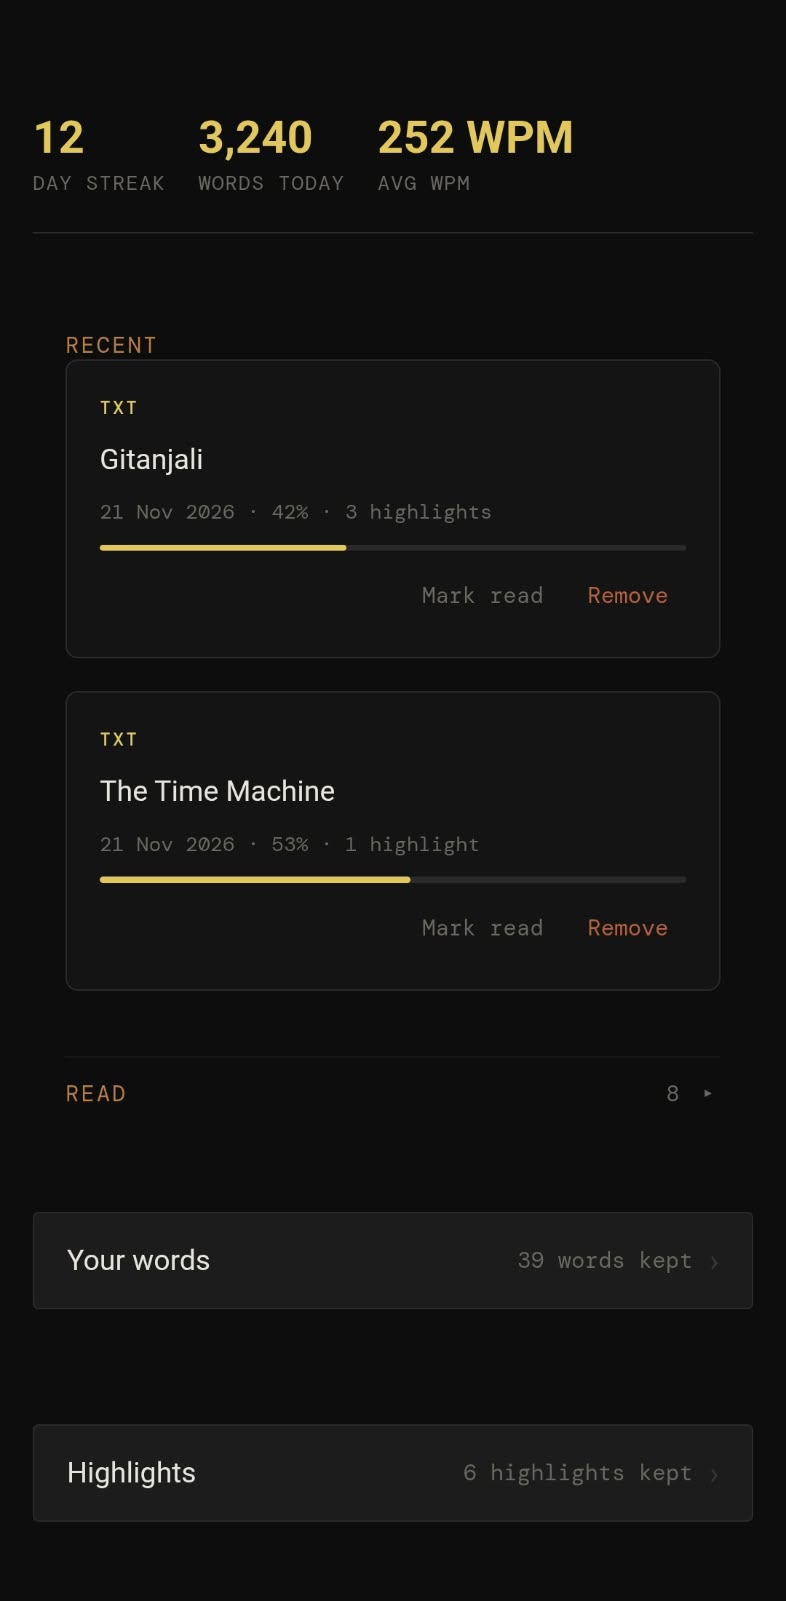 12 3,240 252 WPM
DAY STREAK WORDS TODAY AVG WPM
RECENT
TXT
Gitanjali
21 Nov 2026 · 42% · 3 highlights
Mark read Remove
TXT
The Time Machine
21 Nov 2026 · 53% · 1 highlight
Mark read Remove
READ 8 ▸
Your words 39 words kept ›
Highlights 6 highlights kept ›